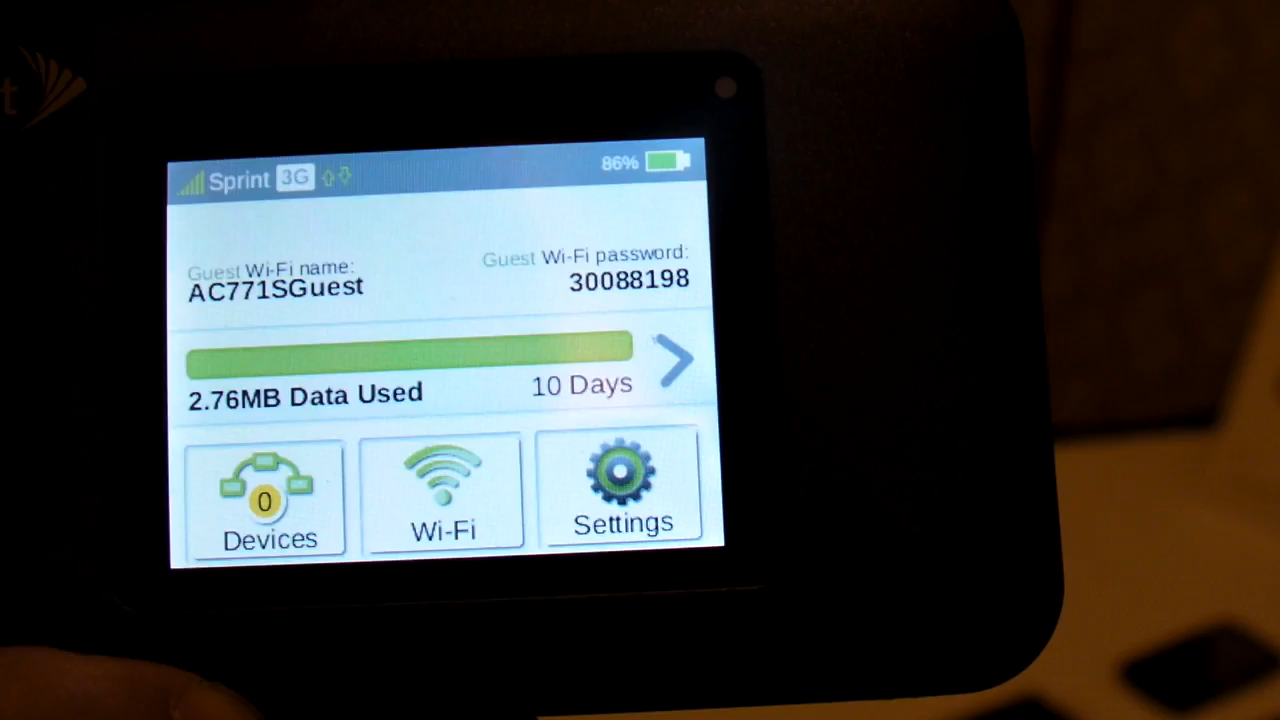 Sprint 3G 86%
Guest Wi-Fi name:
AC771SGuest
Guest Wi-Fi password:
30088198
2.76MB Data Used 10 Days
0
Devices
Wi-Fi
Settings
t